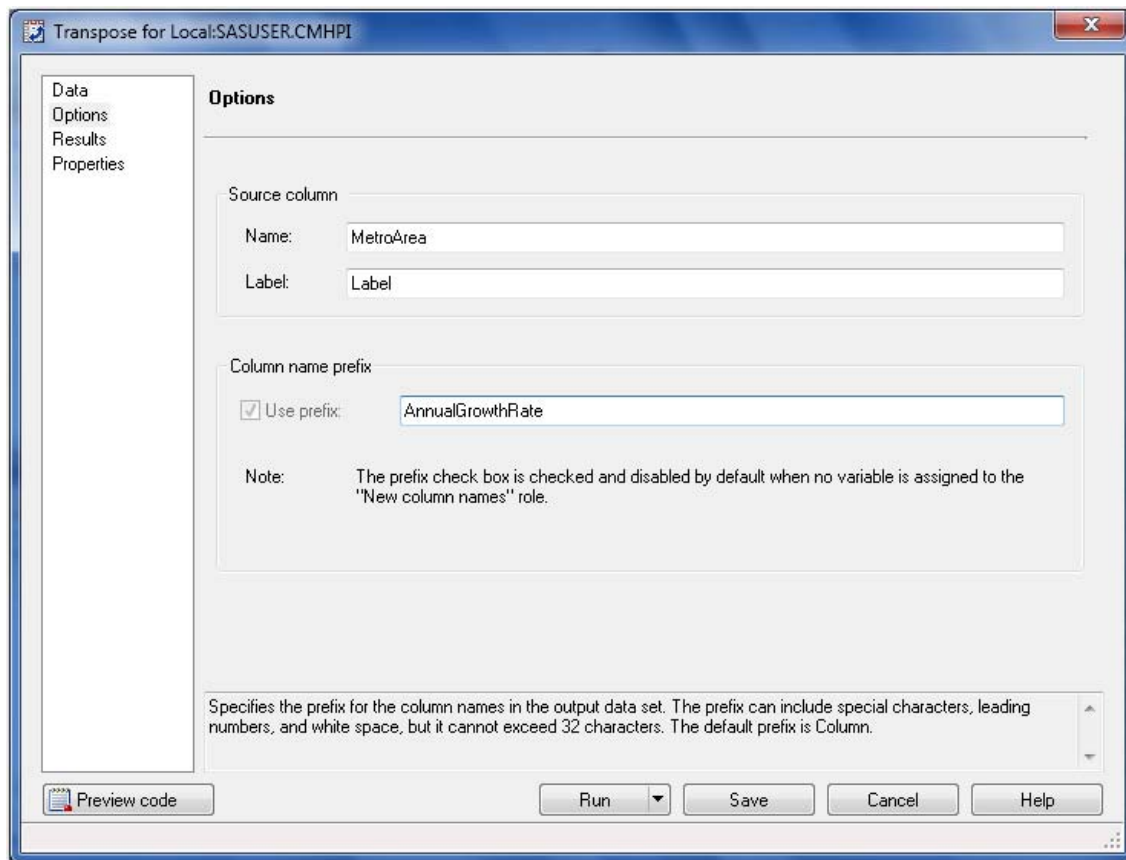 Transpose for Local:SASUSER.CMHPI
Data
Options
Results
Properties
Options
Source column
Name: MetroArea
Label: Label
Column name prefix
Use prefix: AnnualGrowthRate
Note: The prefix check box is checked and disabled by default when no variable is assigned to the
"New column names" role.
Specifies the prefix for the column names in the output data set. The prefix can include special characters, leading
numbers, and white space, but it cannot exceed 32 characters. The default prefix is Column.
Preview code Run Save Cancel Help